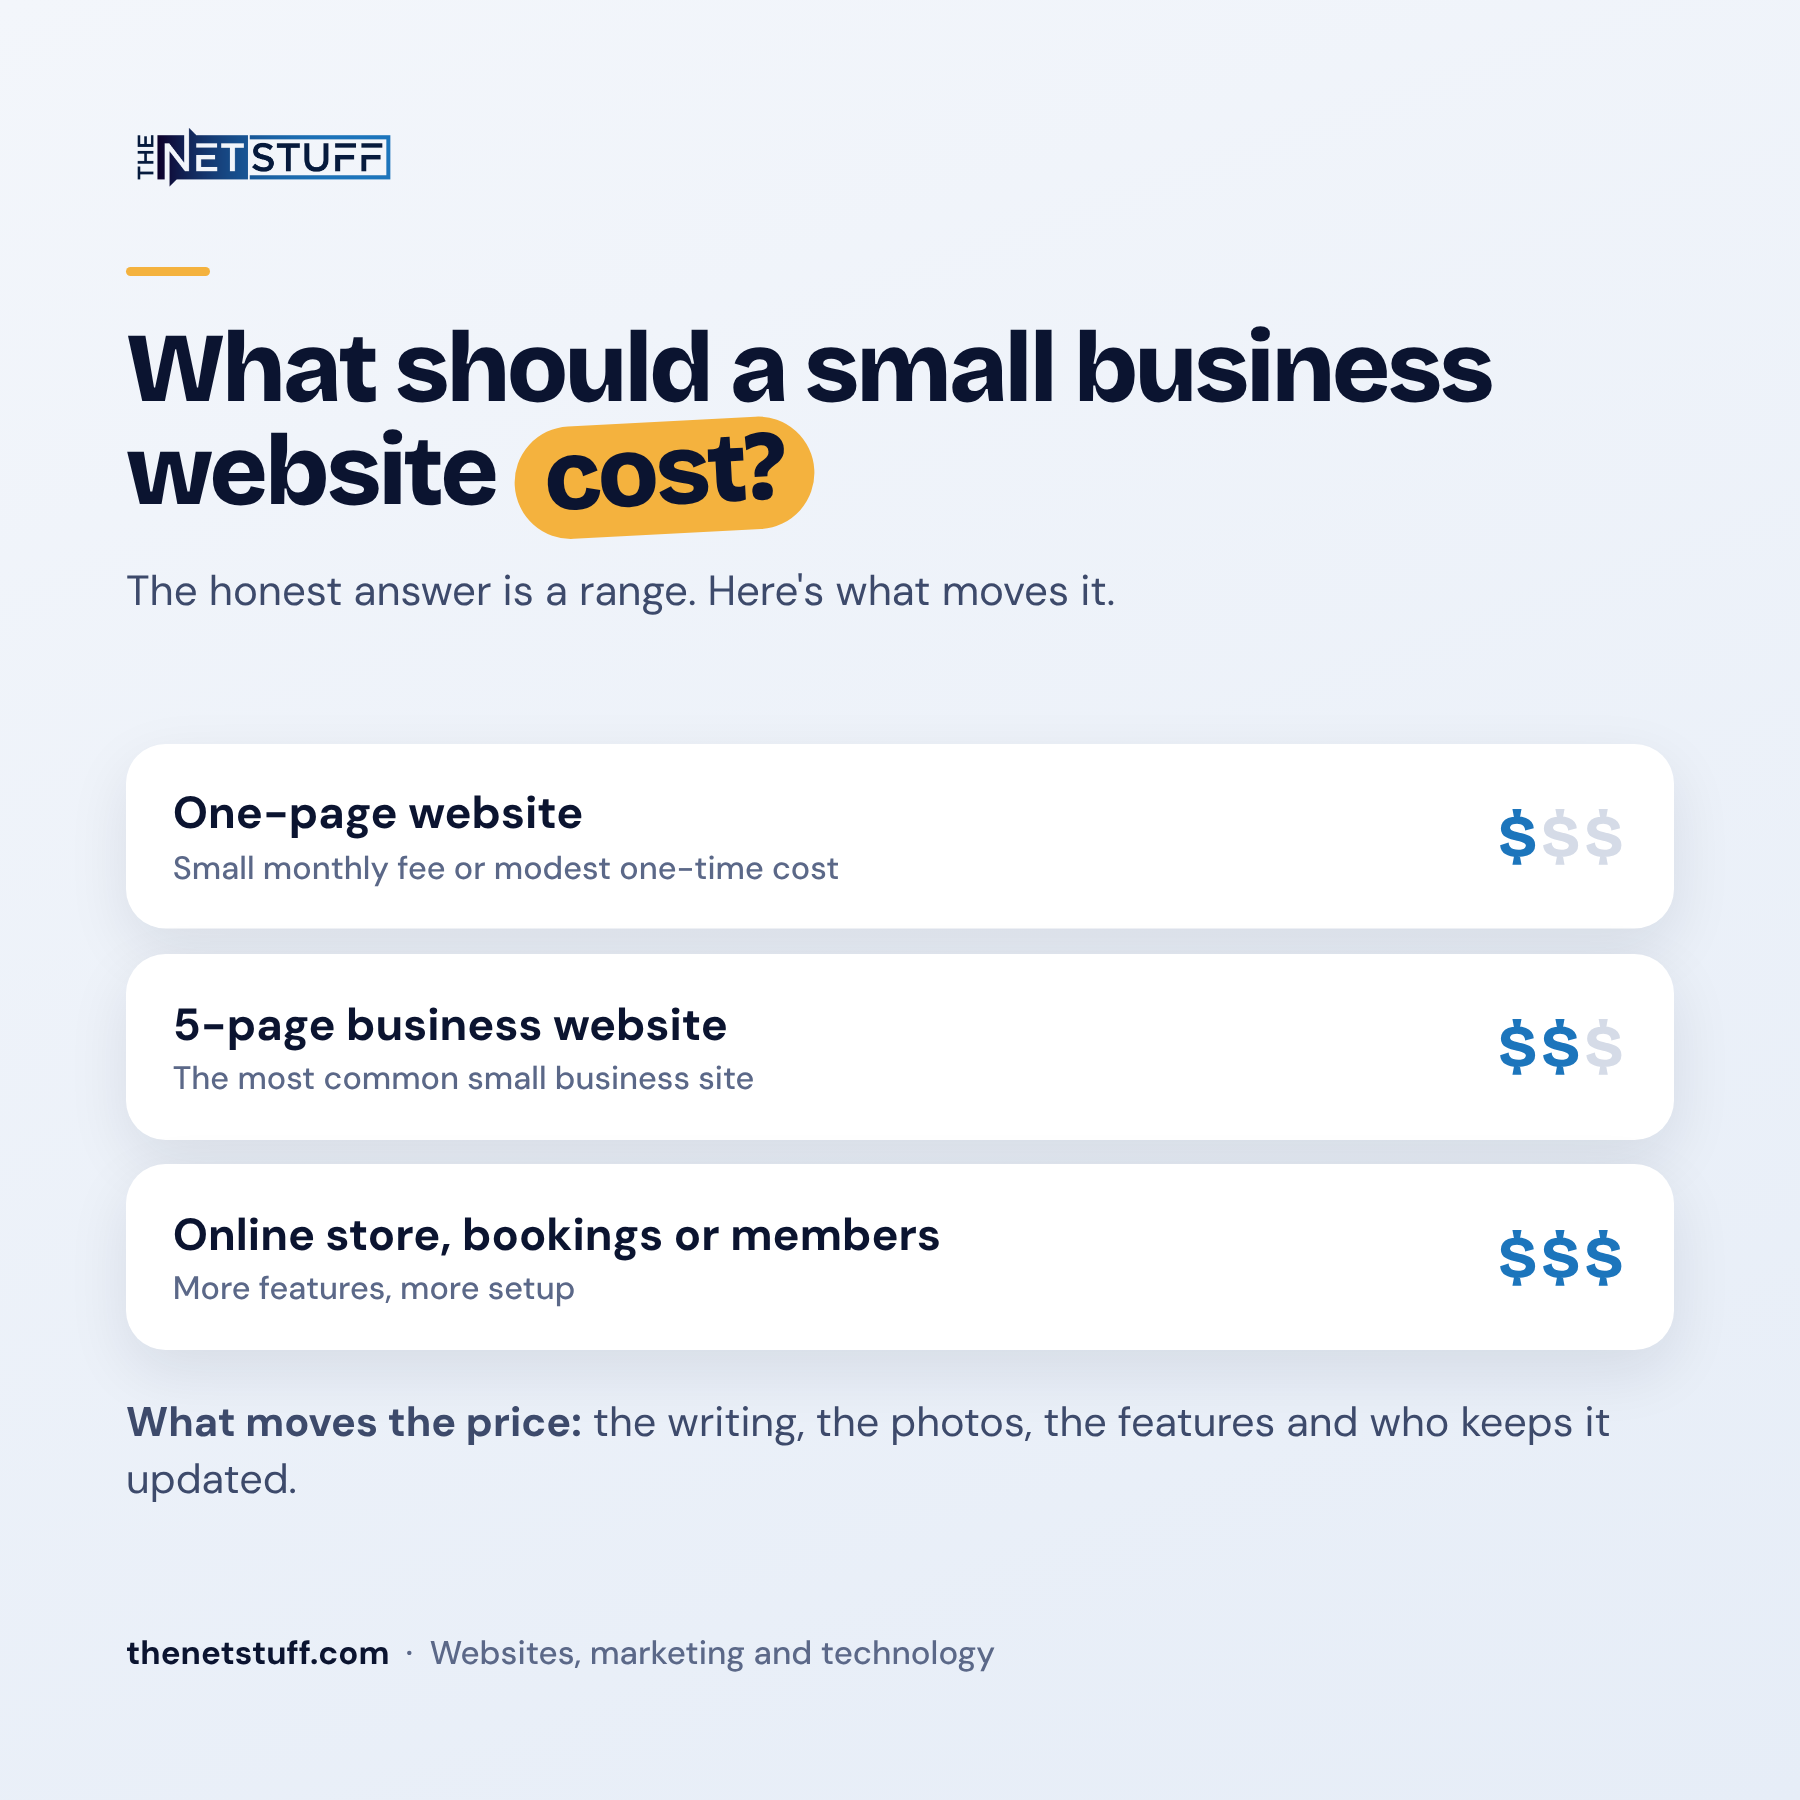 THE NETSTUFF
What should a small business
website cost?
The honest answer is a range. Here's what moves it.
One-page website
$$$
Small monthly fee or modest one-time cost
5-page business website
$$$
The most common small business site
Online store, bookings or members
$$$
More features, more setup
What moves the price: the writing, the photos, the features and who keeps it
updated.
thenetstuff.com · Websites, marketing and technology